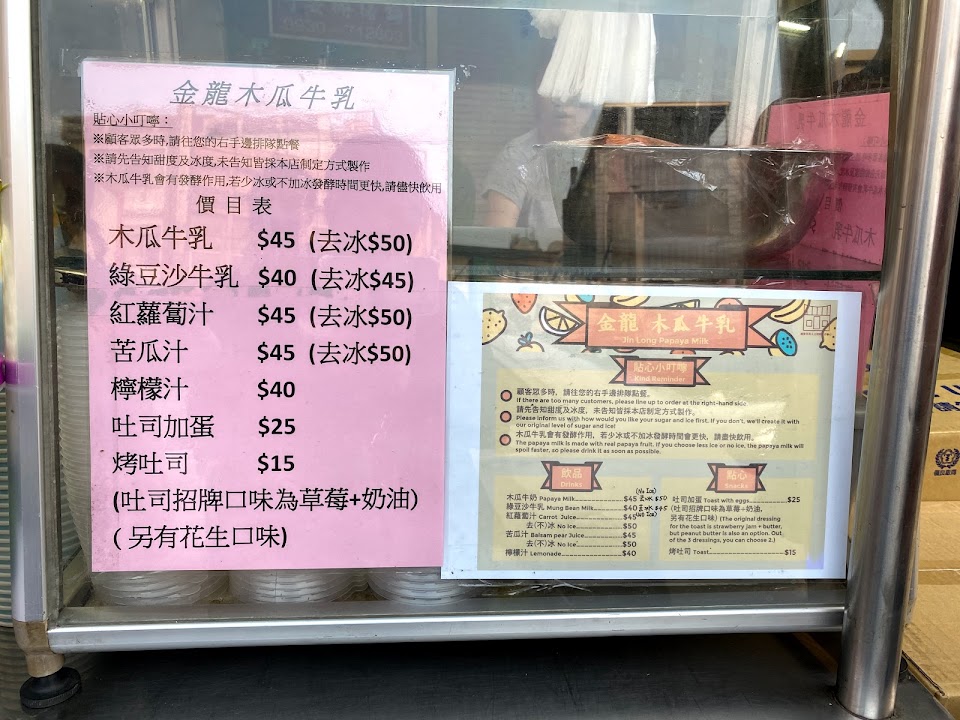 金龍木瓜牛乳
貼心小叮嚀：
※顧客眾多時,請往您的右手邊排隊點餐
※請先告知甜度及冰度,未告知皆採本店制定方式製作
※木瓜牛乳會有發酵作用,若少冰或不加冰發酵時間更快,請儘快飲用
價目表
木瓜牛乳 $45 (去冰$50)
綠豆沙牛乳 $40 (去冰$45)
紅蘿蔔汁 $45 (去冰$50)
苦瓜汁 $45 (去冰$50)
檸檬汁 $40
吐司加蛋 $25
烤吐司 $15
(吐司招牌口味為草莓+奶油)
(另有花生口味)
金龍 木瓜牛乳
Jin Long Papaya Milk
貼心小叮嚀
Kind Reminder
顧客眾多時，請往您的右手邊排隊點餐。
If there are too many customers, please line up to order at the right-hand side.
請先告知甜度及冰度，未告知皆採本店制定方式製作。
Please inform us with how would you like your sugar and ice first. If you don't, we'll create it with
our original level of sugar and ice!
木瓜牛乳會有發酵作用，若少冰或不加冰發酵時間會更快，請盡快飲用。
The papaya milk is made with real papaya fruit. If you choose less ice or no ice, the papaya milk will
spoil faster, so please drink it as soon as possible.
飲品
Drinks
(No Ice)
木瓜牛奶 Papaya Milk $45 去冰 $50
綠豆沙牛乳 Mung Bean Milk $40 去冰 $45
(No Ice)
紅蘿蔔汁 Carrot Juice $45
去(不)冰 No Ice $50
苦瓜汁 Balsam pear Juice $45
去(不)冰 No Ice $50
檸檬汁 Lemonade $40
點心
Snacks
吐司加蛋 Toast with eggs $25
(吐司招牌口味為草莓+奶油,
另有花生口味) (The original dressing
for the toast is strawberry jam + butter,
but peanut butter is also an option. Out
of the 3 dressings, you can choose 2.)
烤吐司 Toast $15